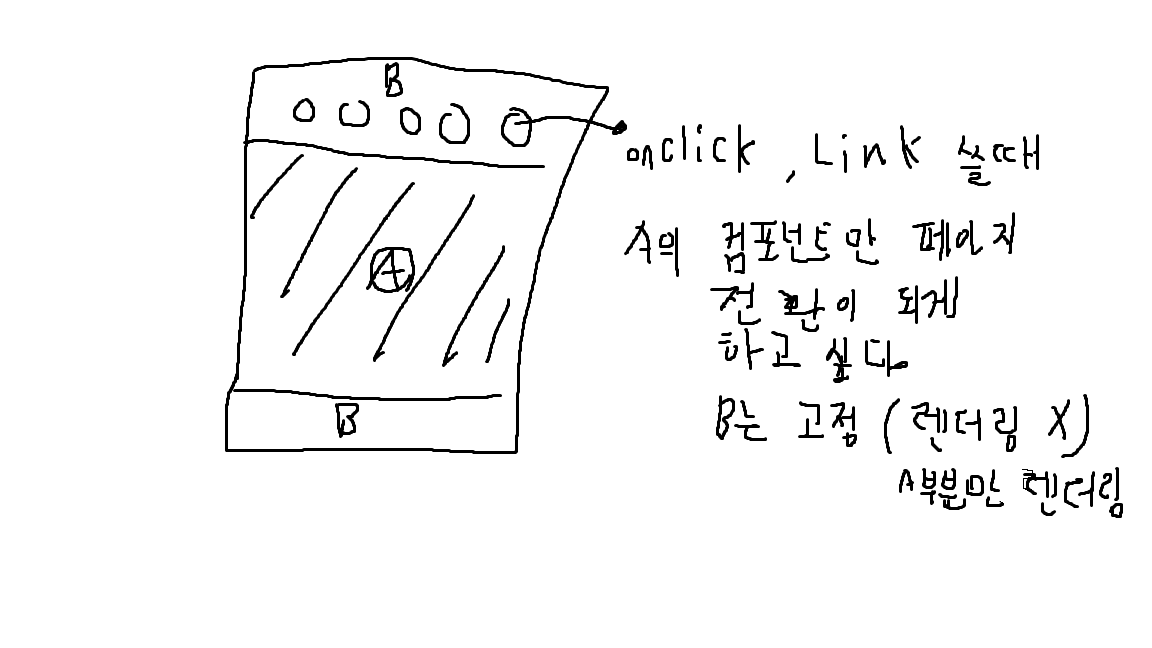 B
onclick, Link 쓸때
A의 컴포넌트만 페이지
전환이 되게
A
하고 싶다.
B는 고정 (렌더링 X)
B
A부분만 렌더링